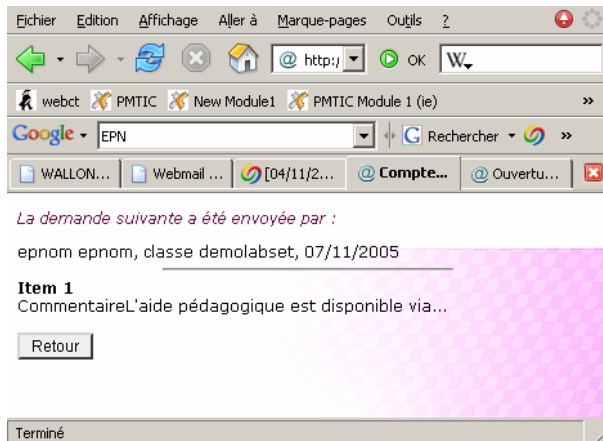 Fichier Edition Affichage Aller à Marque-pages Outils ?
@ http:/ OK W
webct PMTIC New Module1 PMTIC Module 1 (ie) »
Google EPN G Rechercher »
WALLON... Webmail ... [04/11/2... @ Compte... @ Ouvertu...
La demande suivante a été envoyée par :
epnom epnom, classe demolabset, 07/11/2005
Item 1
CommentaireL'aide pédagogique est disponible via...
Retour
Terminé